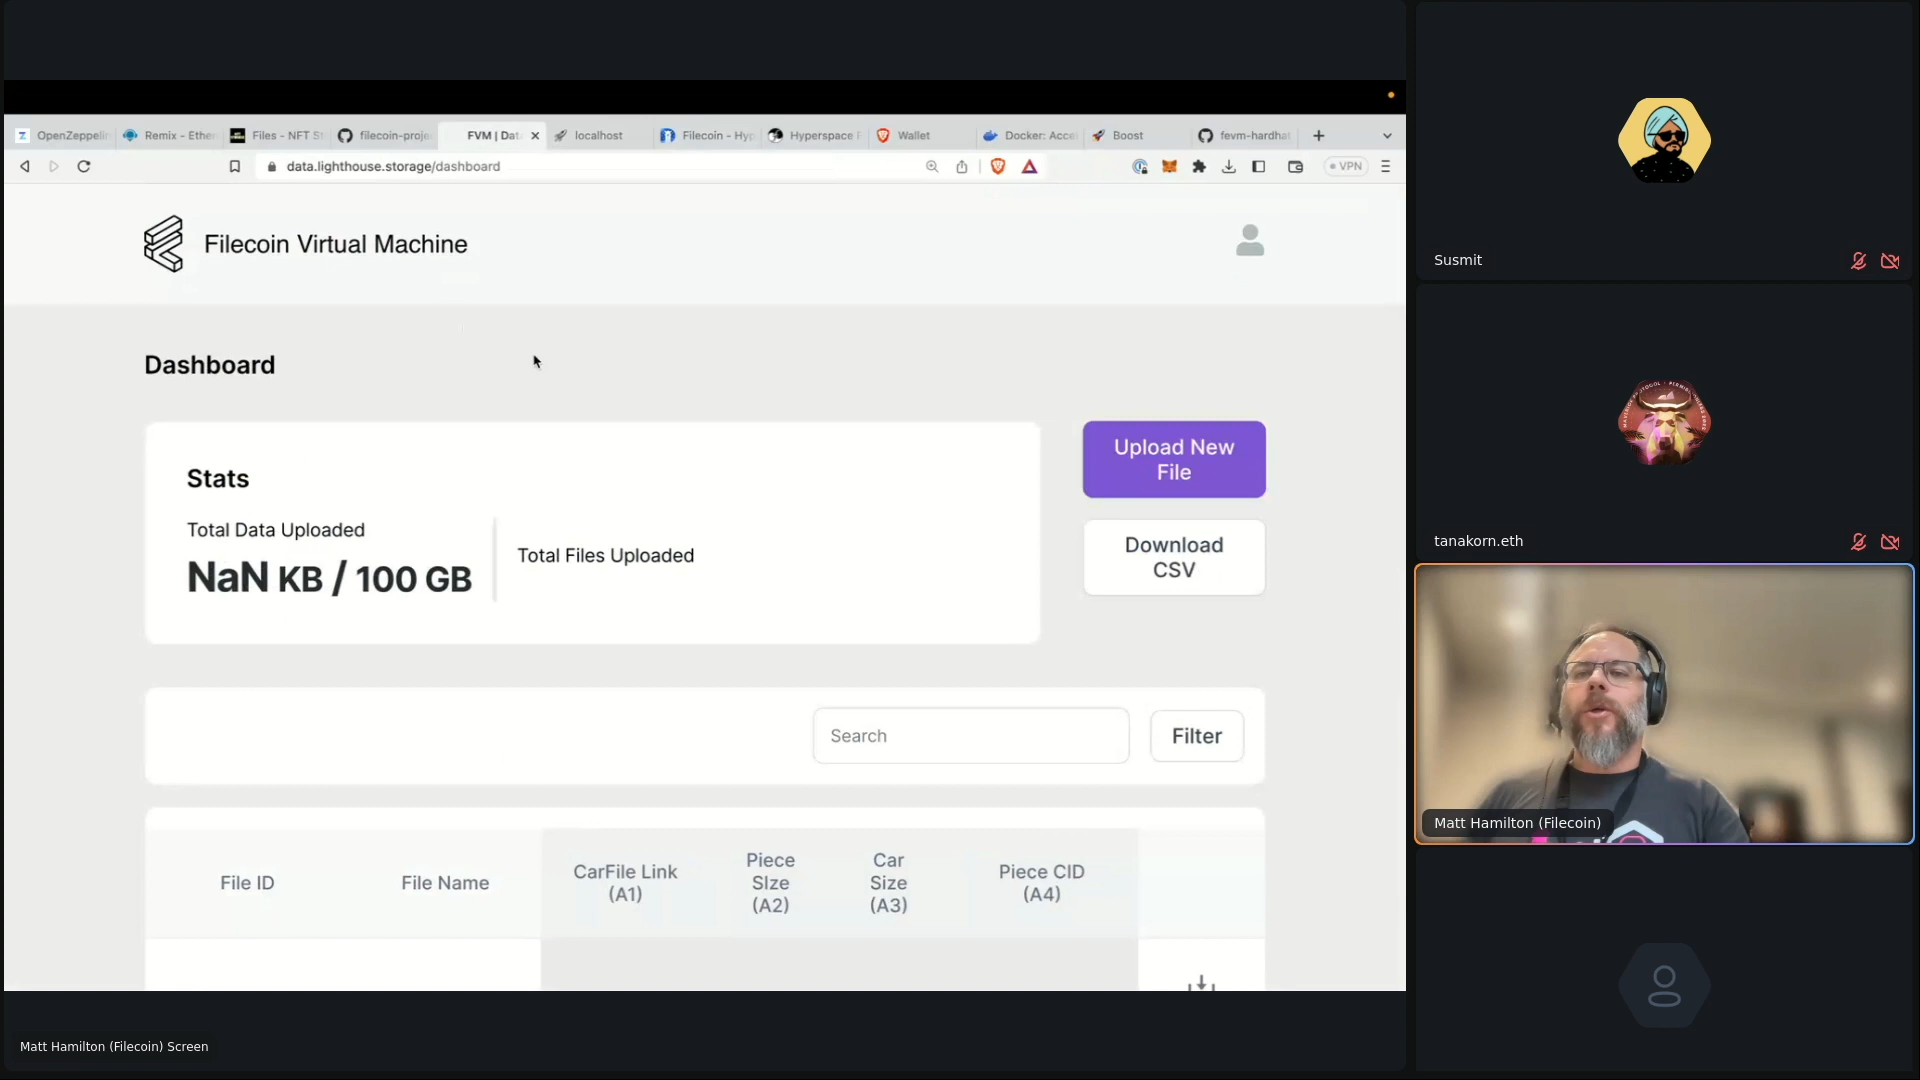 OpenZeppelin
Remix - Ether
Files - NFT St
filecoin-proje
FVM | Data
localhost
Filecoin - Hyp
Hyperspace F
Wallet
Docker: Acce
Boost
fevm-hardhat
data.lighthouse.storage/dashboard
VPN
Filecoin Virtual Machine
Dashboard
Stats
Total Data Uploaded
NaN KB / 100 GB
Total Files Uploaded
Upload New
File
Download
CSV
Search
Filter
File ID
File Name
CarFile Link
(A1)
Piece
SIze
(A2)
Car
Size
(A3)
Piece CID
(A4)
Matt Hamilton (Filecoin) Screen
Susmit
tanakorn.eth
Matt Hamilton (Filecoin)